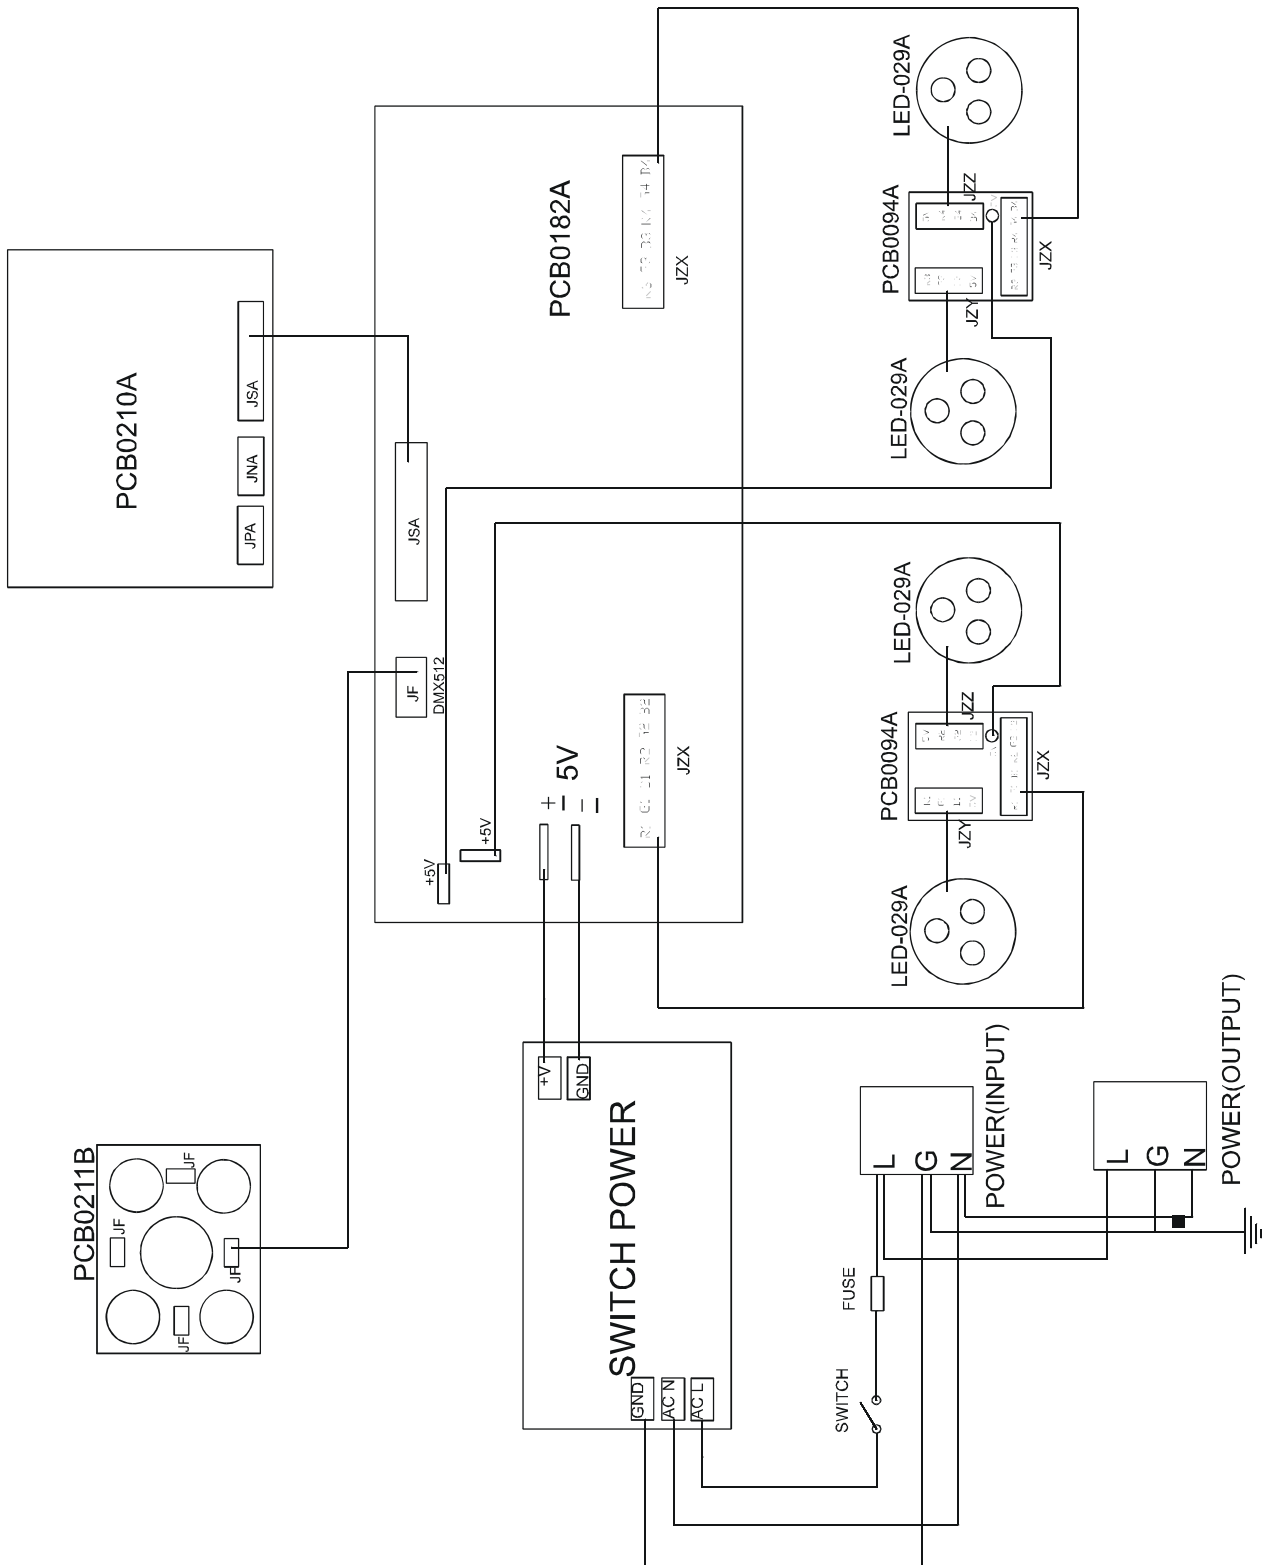 PCB0210A
JSA
JNA
JPA
PCB0182A
JSA
JF
DMX512
JZX
R1 G1
JZX
+5V
+5V
+
5V
−
LED-029A
PCB0094A
JZZ
JZY
JZX
LED-029A
LED-029A
PCB0094A
JZZ
JZY
JZX
LED-029A
PCB0211B
JF
JF
JF
JF
SWITCH POWER
+V
GND
GND
AC N
AC L
SWITCH
FUSE
L
G
N
POWER(INPUT)
L
G
N
POWER(OUTPUT)